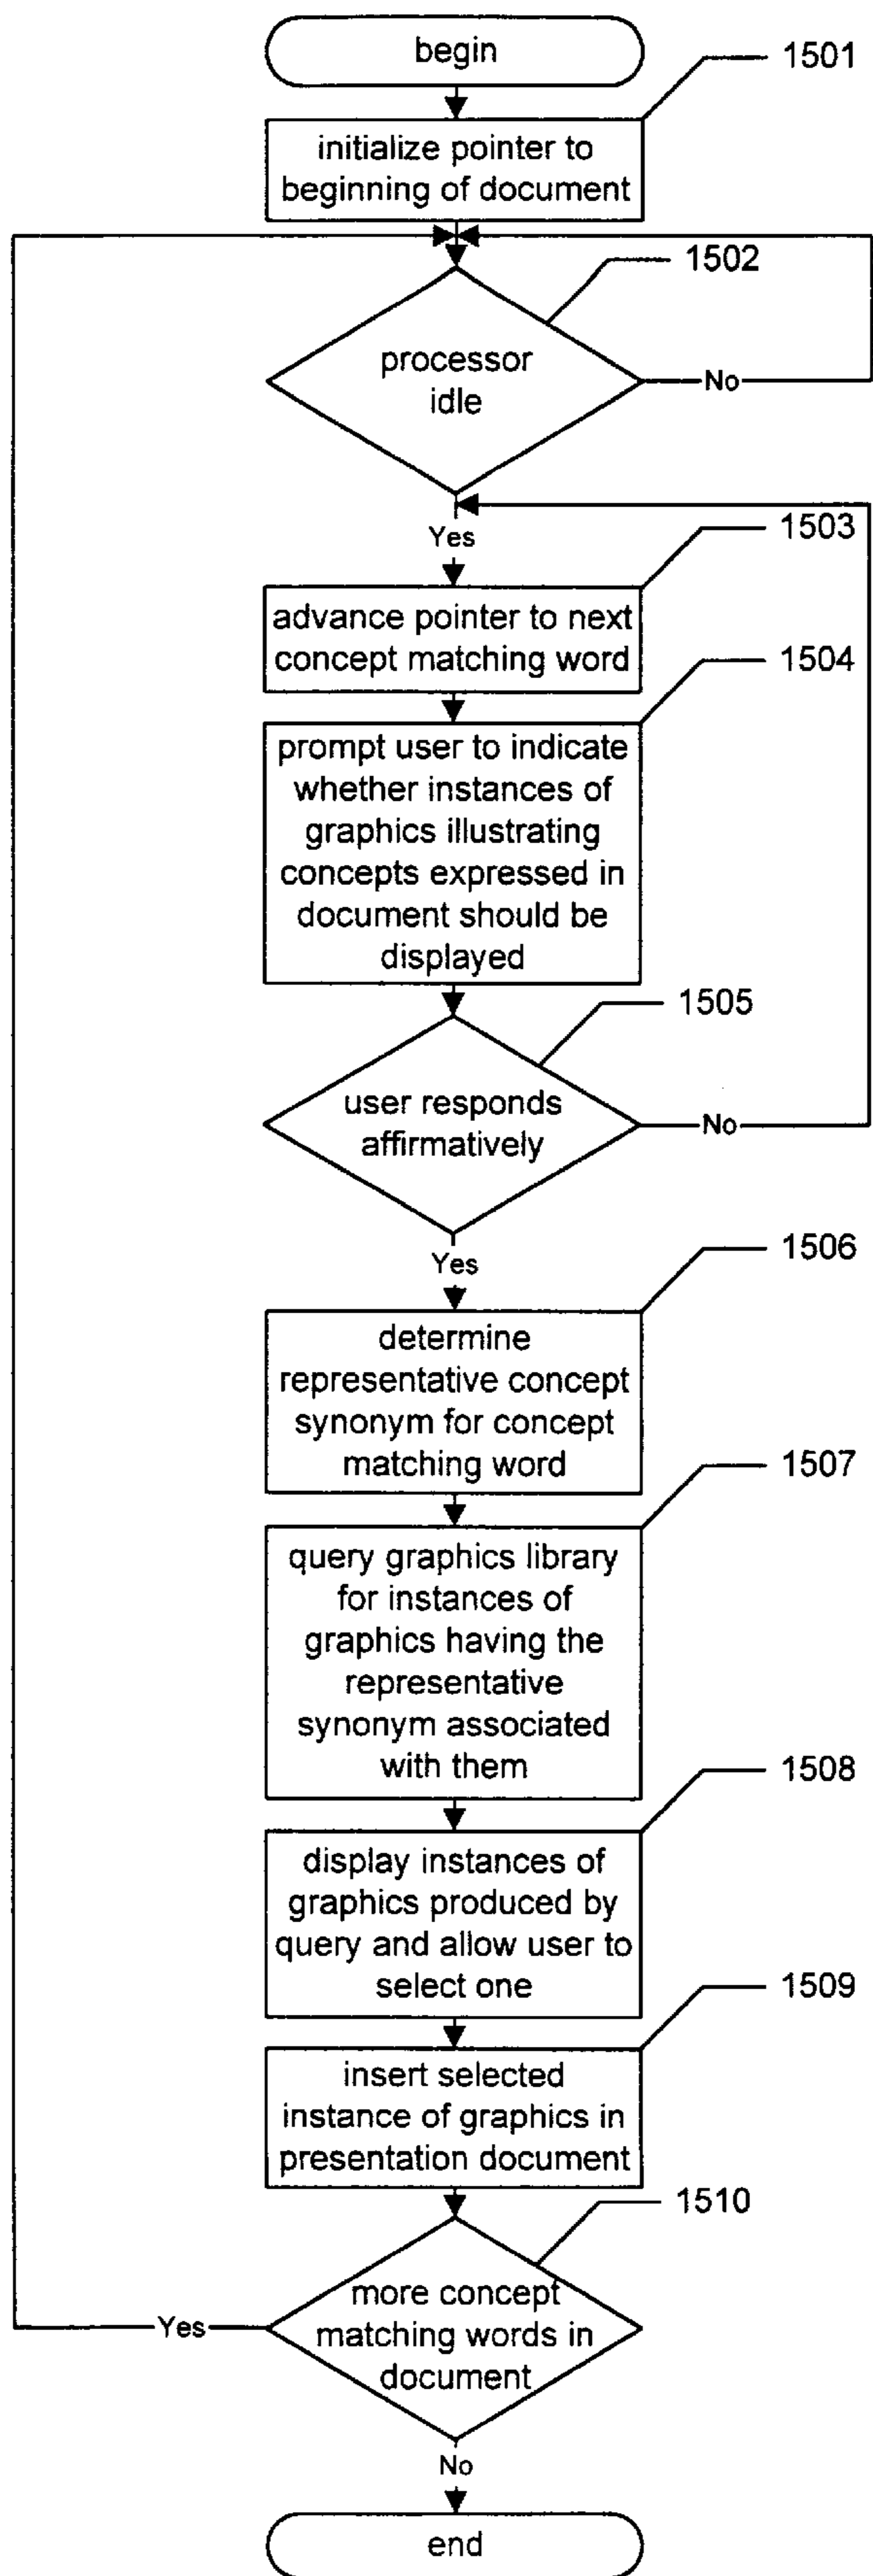 begin
1501
initialize pointer to
beginning of document
1502
processor
idle
No
Yes
1503
advance pointer to next
concept matching word
1504
prompt user to indicate
whether instances of
graphics illustrating
concepts expressed in
document should be
displayed
1505
user responds
affirmatively
No
Yes
1506
determine
representative concept
synonym for concept
matching word
1507
query graphics library
for instances of
graphics having the
representative
synonym associated
with them
1508
display instances of
graphics produced by
query and allow user to
select one
1509
insert selected
instance of graphics in
presentation document
1510
more concept
matching words in
document
Yes
No
end